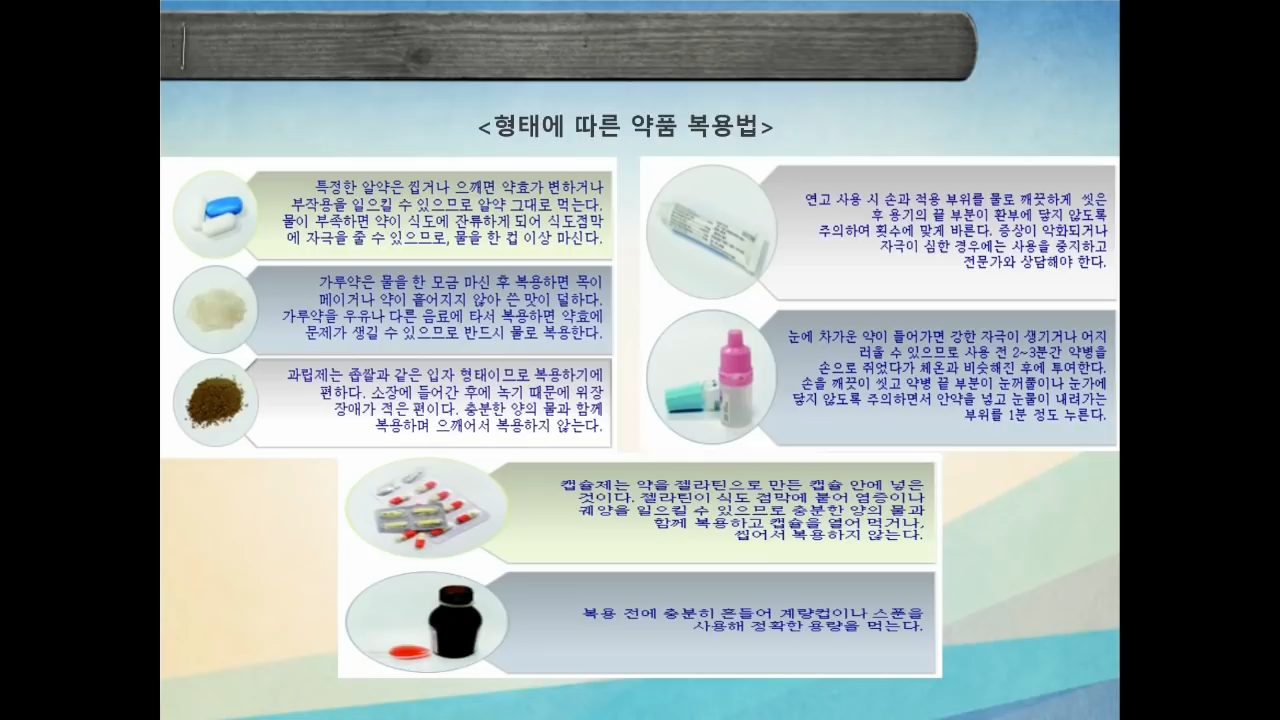 <형태에 따른 약품 복용법>
특정한 알약은 씹거나 으깨면 약효가 변하거나
부작용을 일으킬 수 있으므로 알약 그대로 먹는다.
물이 부족하면 약이 식도에 잔류하게 되어 식도점막
에 자극을 줄 수 있으므로, 물을 한 컵 이상 마신다.
가루약은 물을 한 모금 마신 후 복용하면 목이
메이거나 약이 흩어지지 않아 쓴 맛이 덜하다.
가루약을 우유나 다른 음료에 타서 복용하면 약효에
문제가 생길 수 있으므로 반드시 물로 복용한다.
과립제는 좁쌀과 같은 입자 형태이므로 복용하기에
편하다. 소장에 들어간 후에 녹기 때문에 위장
장애가 적은 편이다. 충분한 양의 물과 함께
복용하며 으깨어서 복용하지 않는다.
연고 사용 시 손과 적용 부위를 물로 깨끗하게 씻은
후 용기의 끝 부분이 환부에 닿지 않도록
주의하여 횟수에 맞게 바른다. 증상이 악화되거나
자극이 심한 경우에는 사용을 중지하고
전문가와 상담해야 한다.
눈에 차가운 약이 들어가면 강한 자극이 생기거나 어지
러울 수 있으므로 사용 전 2~3분간 약병을
손으로 쥐었다가 체온과 비슷해진 후에 투여한다.
손을 깨끗이 씻고 약병 끝 부분이 눈꺼풀이나 눈가에
닿지 않도록 주의하면서 안약을 넣고 눈물이 내려가는
부위를 1분 정도 누른다.
캡슐제는 약을 젤라틴으로 만든 캡슐 안에 넣은
것이다. 젤라틴이 식도 점막에 붙어 염증이나
궤양을 일으킬 수 있으므로 충분한 양의 물과
함께 복용하고 캡슐을 열어 먹거나,
씹어서 복용하지 않는다.
복용 전에 충분히 흔들어 계량컵이나 스푼을
사용해 정확한 용량을 먹는다.